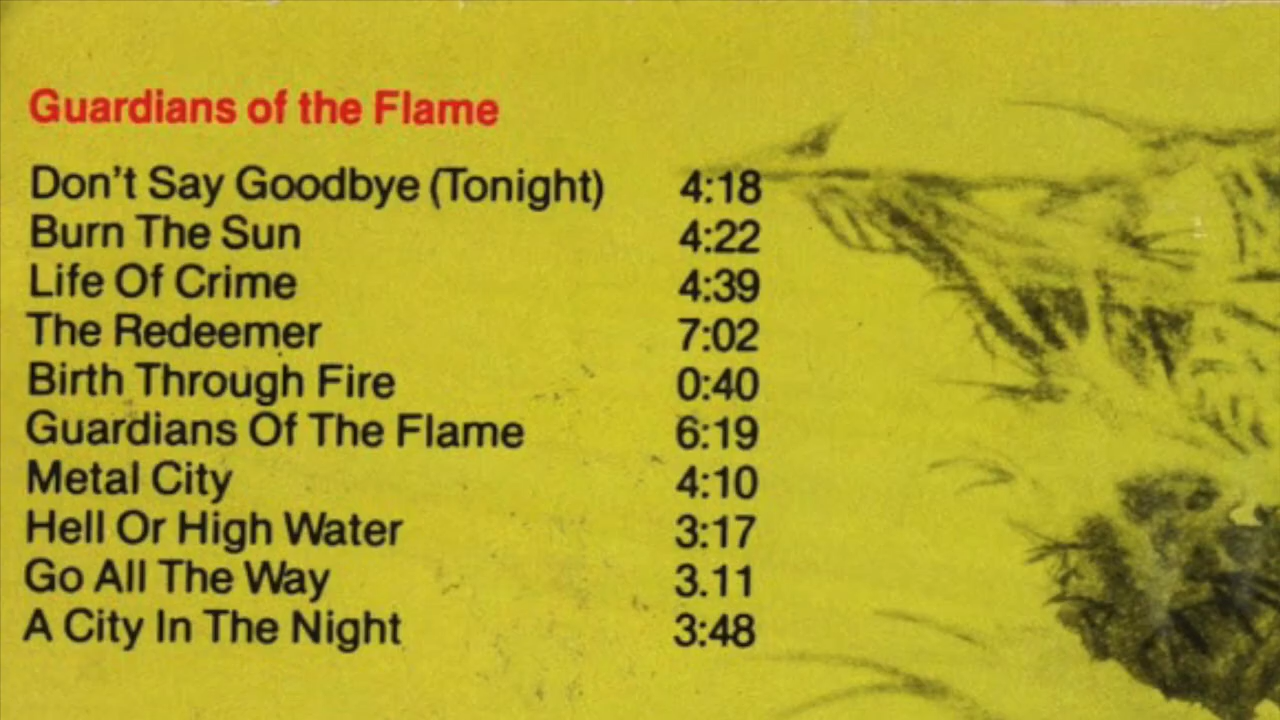 Guardians of the Flame
Don't Say Goodbye (Tonight) 4:18
Burn The Sun 4:22
Life Of Crime 4:39
The Redeemer 7:02
Birth Through Fire 0:40
Guardians Of The Flame 6:19
Metal City 4:10
Hell Or High Water 3:17
Go All The Way 3.11
A City In The Night 3:48